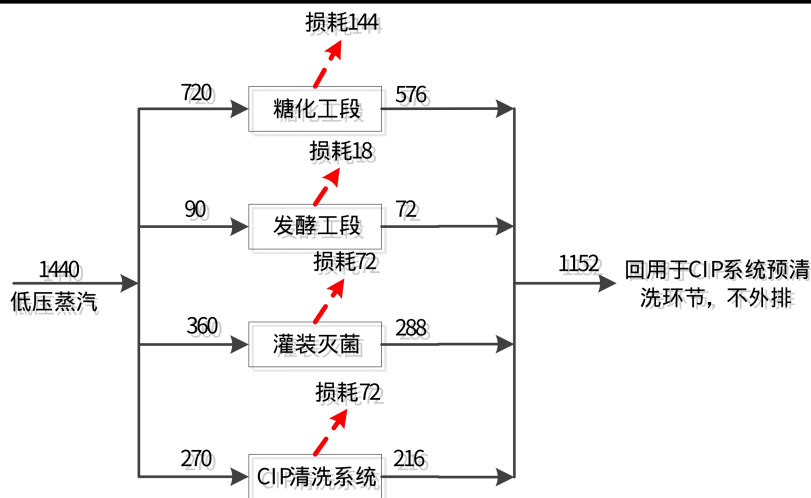 损耗144
720
糖化工段
576
损耗18
90
发酵工段
72
1440
低压蒸汽
损耗72
1152
回用于CIP系统预清
洗环节，不外排
360
灌装灭菌
288
损耗72
270
CIP清洗系统
216